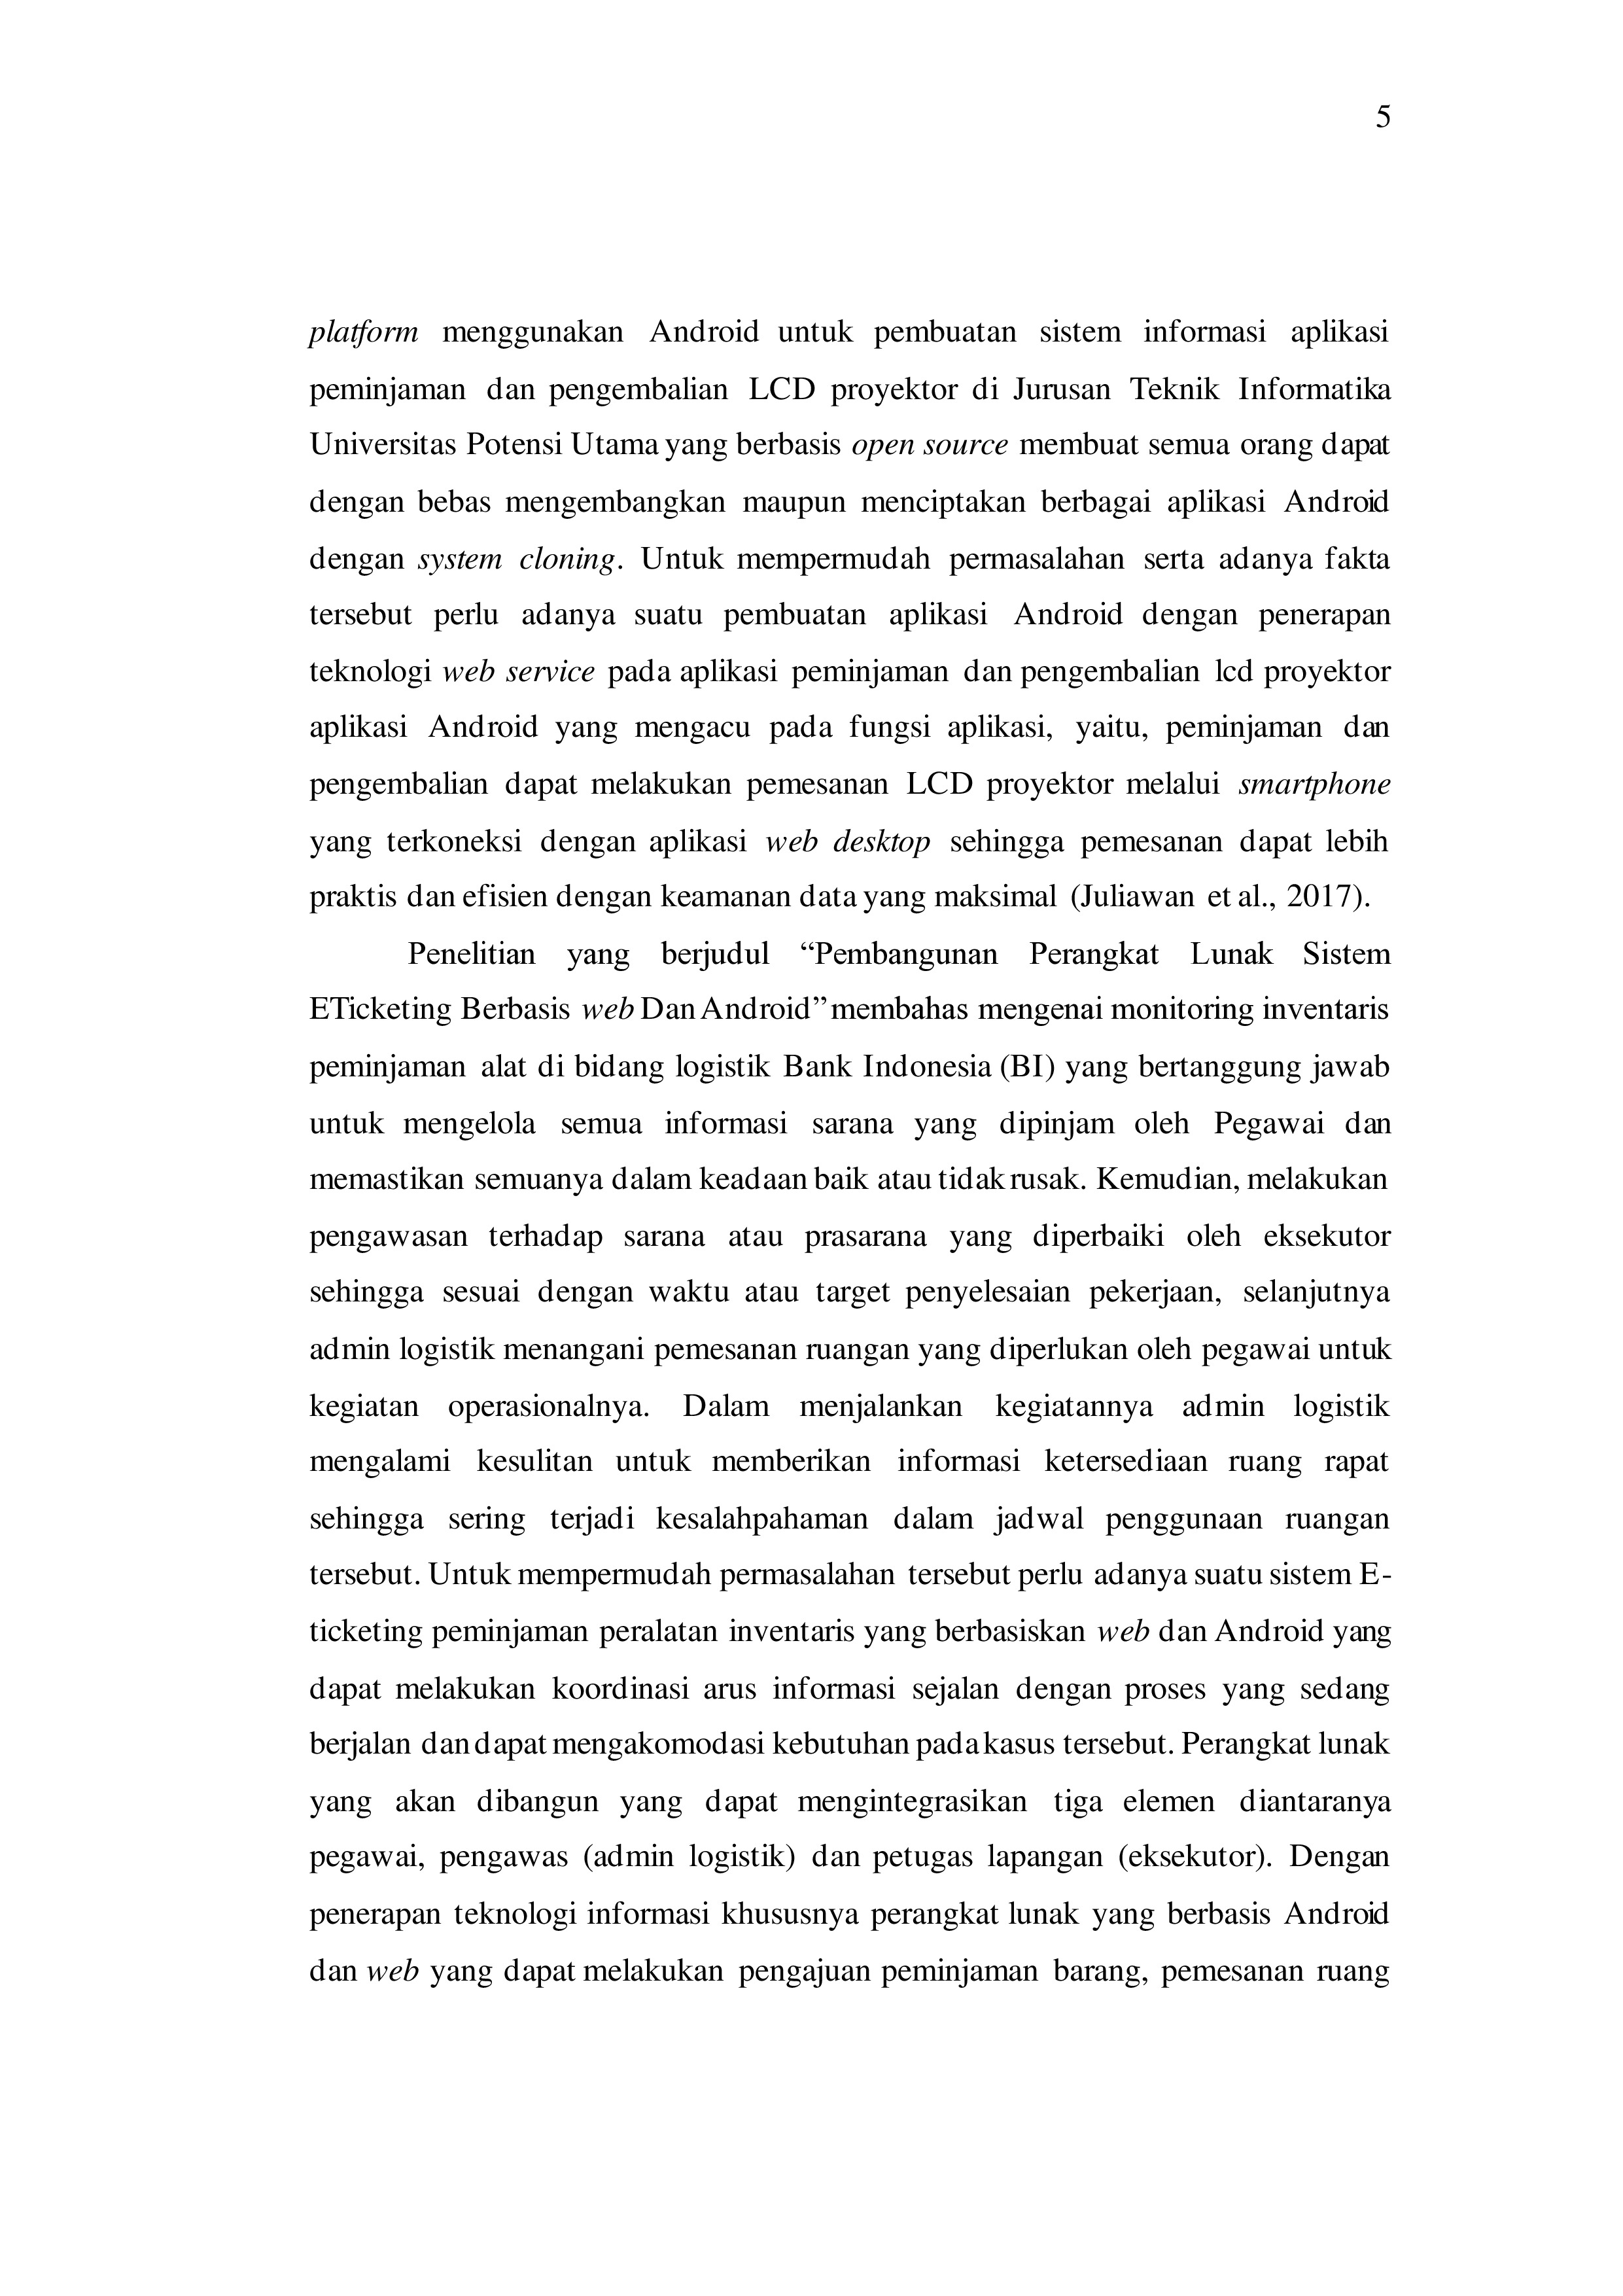 5
platform menggunakan Android untuk pembuatan sistem informasi aplikasi
peminjaman dan pengembalian LCD proyektor di Jurusan Teknik Informatika
Universitas Potensi Utama yang berbasis open source membuat semua orang dapat
dengan bebas mengembangkan maupun menciptakan berbagai aplikasi Android
dengan system cloning. Untuk mempermudah permasalahan serta adanya fakta
tersebut perlu adanya suatu pembuatan aplikasi Android dengan penerapan
teknologi web service pada aplikasi peminjaman dan pengembalian lcd proyektor
aplikasi Android yang mengacu pada fungsi aplikasi, yaitu, peminjaman dan
pengembalian dapat melakukan pemesanan LCD proyektor melalui smartphone
yang terkoneksi dengan aplikasi web desktop sehingga pemesanan dapat lebih
praktis dan efisien dengan keamanan data yang maksimal (Juliawan et al., 2017).
Penelitian yang berjudul “Pembangunan Perangkat Lunak Sistem
ETicketing Berbasis web Dan Android” membahas mengenai monitoring inventaris
peminjaman alat di bidang logistik Bank Indonesia (BI) yang bertanggung jawab
untuk mengelola semua informasi sarana yang dipinjam oleh Pegawai dan
memastikan semuanya dalam keadaan baik atau tidak rusak. Kemudian, melakukan
pengawasan terhadap sarana atau prasarana yang diperbaiki oleh eksekutor
sehingga sesuai dengan waktu atau target penyelesaian pekerjaan, selanjutnya
admin logistik menangani pemesanan ruangan yang diperlukan oleh pegawai untuk
kegiatan operasionalnya. Dalam menjalankan kegiatannya admin logistik
mengalami kesulitan untuk memberikan informasi ketersediaan ruang rapat
sehingga sering terjadi kesalahpahaman dalam jadwal penggunaan ruangan
tersebut. Untuk mempermudah permasalahan tersebut perlu adanya suatu sistem E-
ticketing peminjaman peralatan inventaris yang berbasiskan web dan Android yang
dapat melakukan koordinasi arus informasi sejalan dengan proses yang sedang
berjalan dan dapat mengakomodasi kebutuhan pada kasus tersebut. Perangkat lunak
yang akan dibangun yang dapat mengintegrasikan tiga elemen diantaranya
pegawai, pengawas (admin logistik) dan petugas lapangan (eksekutor). Dengan
penerapan teknologi informasi khususnya perangkat lunak yang berbasis Android
dan web yang dapat melakukan pengajuan peminjaman barang, pemesanan ruang